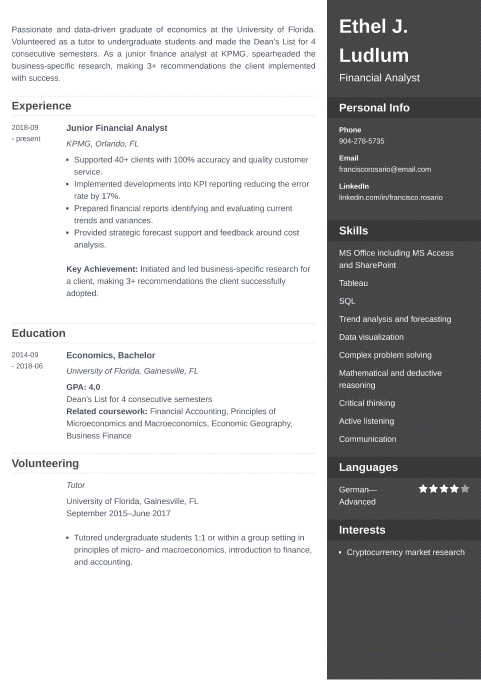 Passionate and data-driven graduate of economics at the University of Florida.
Volunteered as a tutor to undergraduate students and made the Dean's List for 4
consecutive semesters. As a junior finance analyst at KPMG, spearheaded the
business-specific research, making 3+ recommendations the client implemented
with success.
Experience
2018-09
- present
Junior Financial Analyst
KPMG, Orlando, FL
• Supported 40+ clients with 100% accuracy and quality customer
service.
• Implemented developments into KPI reporting reducing the error
rate by 17%.
• Prepared financial reports identifying and evaluating current
trends and variances.
• Provided strategic forecast support and feedback around cost
analysis.
Key Achievement: Initiated and led business-specific research for
a client, making 3+ recommendations the client successfully
adopted.
Education
2014-09
- 2018-06
Economics, Bachelor
University of Florida, Gainesville, FL
GPA: 4.0
Dean's List for 4 consecutive semesters
Related coursework: Financial Accounting, Principles of
Microeconomics and Macroeconomics, Economic Geography,
Business Finance
Volunteering
Tutor
University of Florida, Gainesville, FL
September 2015–June 2017
• Tutored undergraduate students 1:1 or within a group setting in
principles of micro- and macroeconomics, introduction to finance,
and accounting.
Ethel J.
Ludlum
Financial Analyst
Personal Info
Phone
904-278-5735
Email
franciscorosario@email.com
LinkedIn
linkedin.com/in/francisco.rosario
Skills
MS Office including MS Access
and SharePoint
Tableau
SQL
Trend analysis and forecasting
Data visualization
Complex problem solving
Mathematical and deductive
reasoning
Critical thinking
Active listening
Communication
Languages
German—
Advanced
Interests
• Cryptocurrency market research